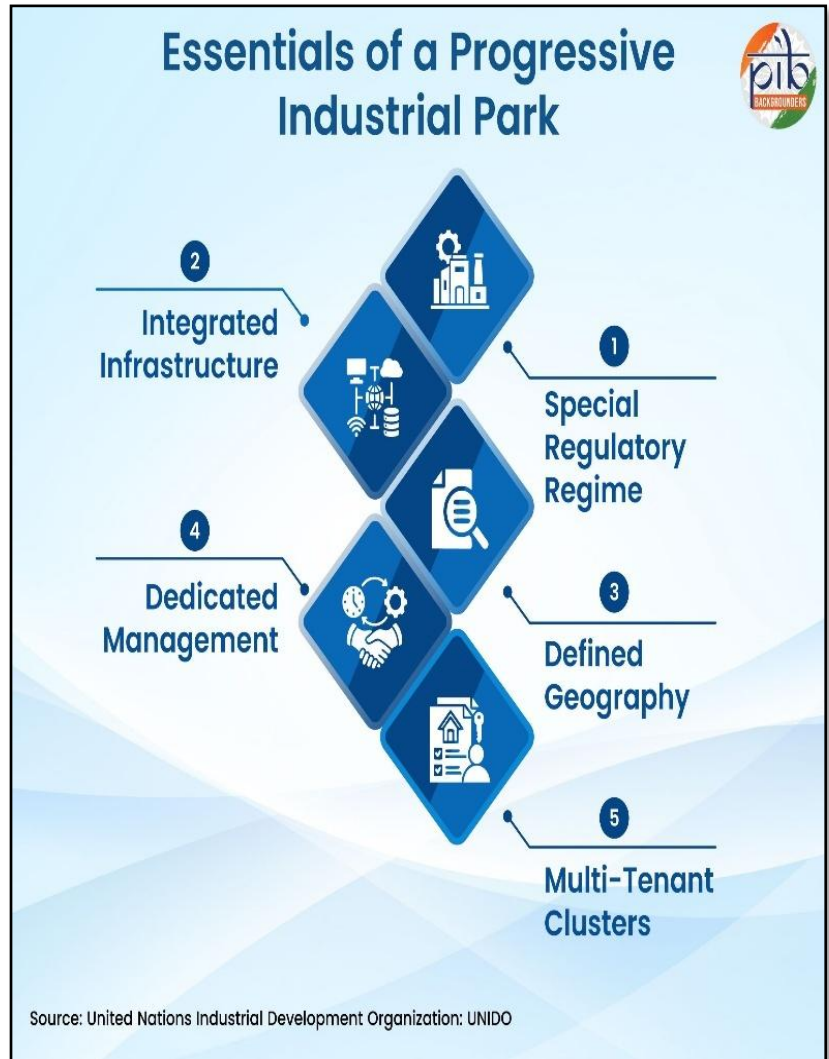 Essentials of a Progressive
Industrial Park
pib
BACKGROUNDERS
1
Special
Regulatory
Regime
2
Integrated
Infrastructure
3
Defined
Geography
4
Dedicated
Management
5
Multi-Tenant
Clusters
Source: United Nations Industrial Development Organization: UNIDO